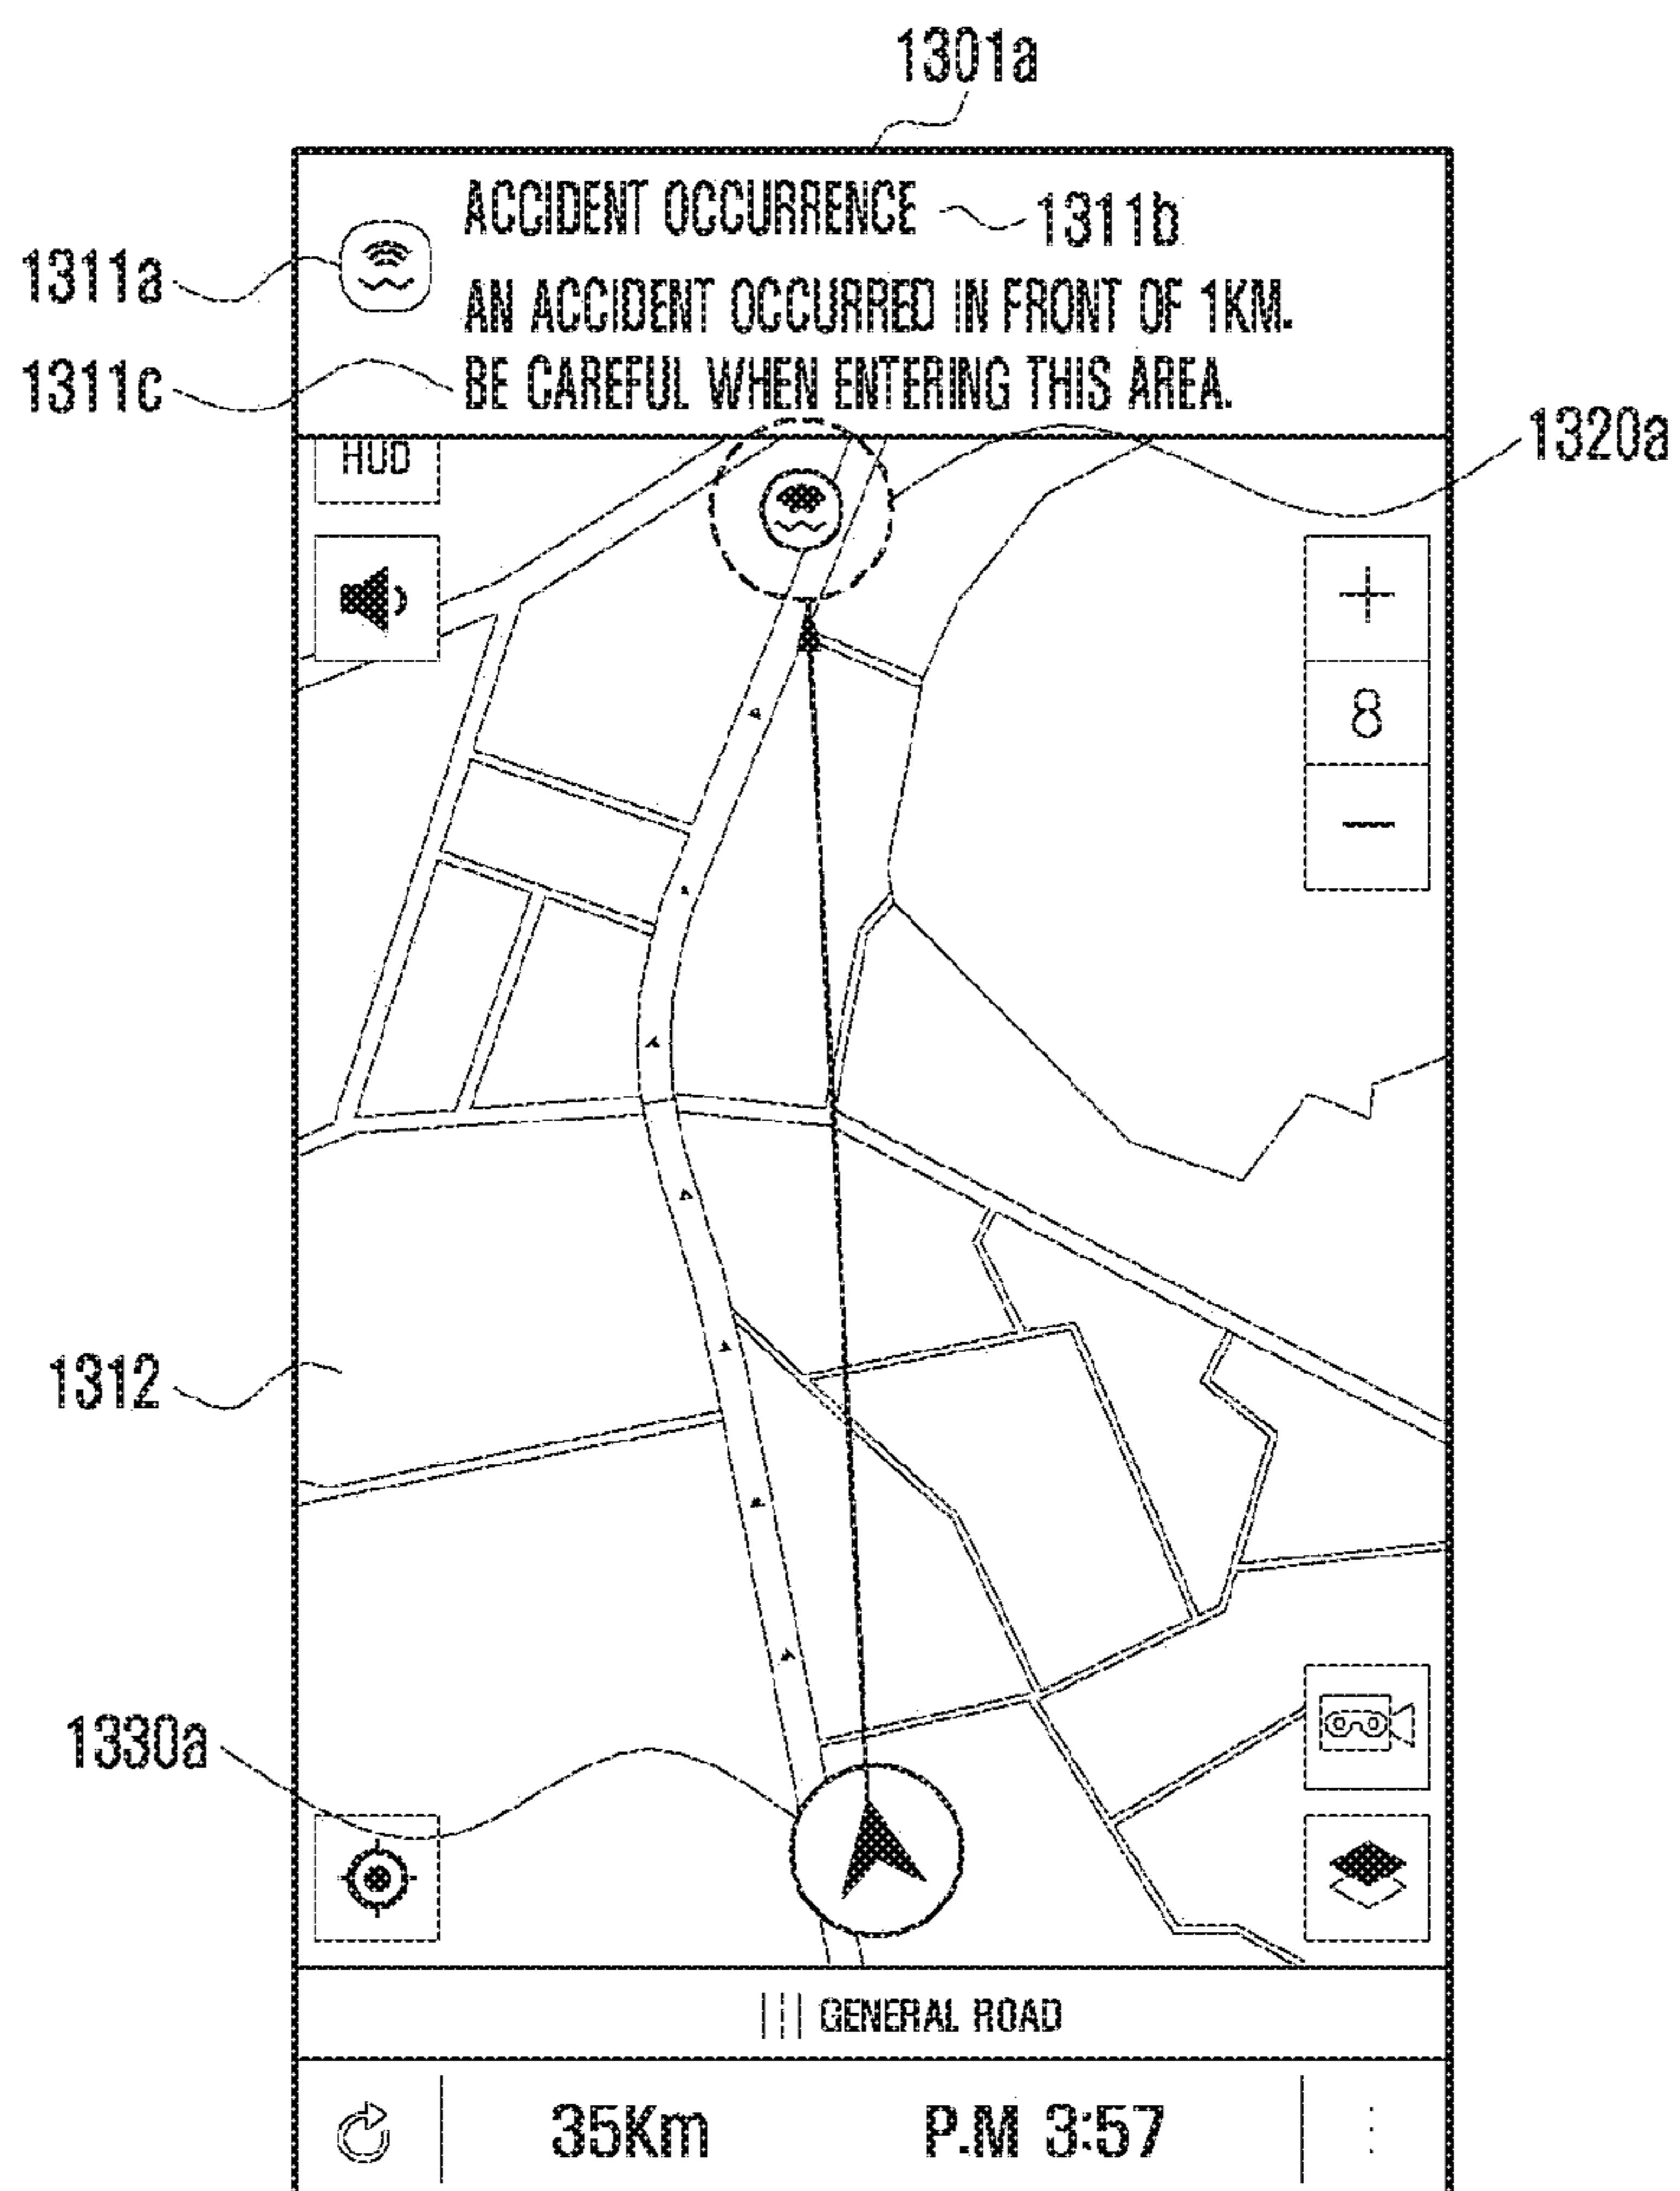 1301a
ACCIDENT OCCURRENCE
1311b
1311a
AN ACCIDENT OCCURRED IN FRONT OF 1KM.
1311c
BE CAREFUL WHEN ENTERING THIS AREA.
1320a
HUD
+
8
−
1312
1330a
GENERAL ROAD
35Km
P.M 3:57